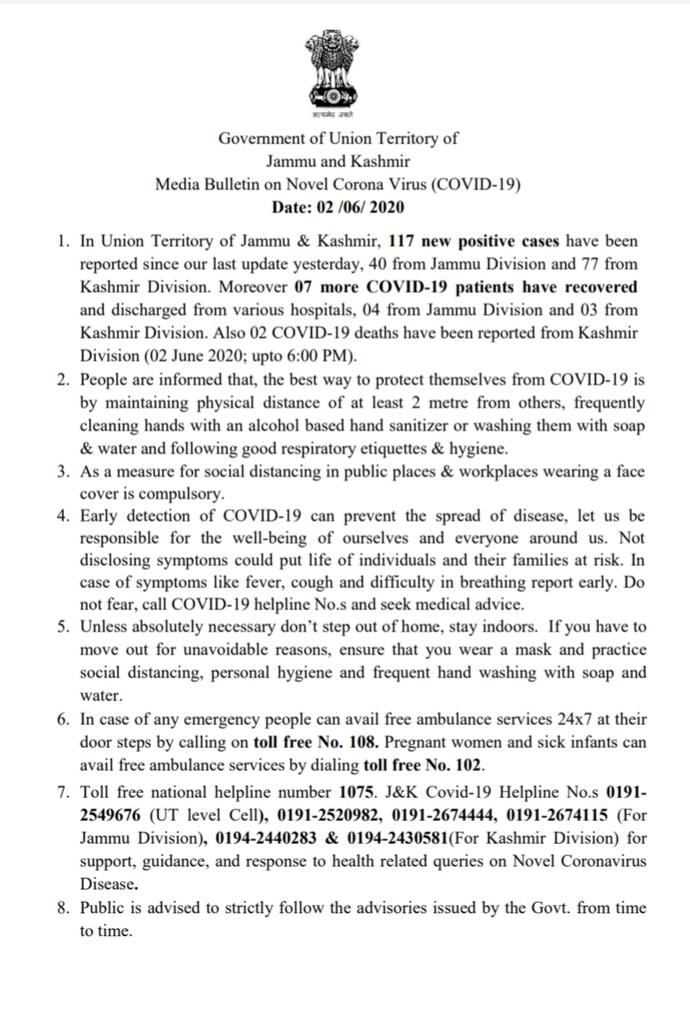 सत्यमेव जयते
Government of Union Territory of
Jammu and Kashmir
Media Bulletin on Novel Corona Virus (COVID-19)
Date: 02 /06/ 2020
1. In Union Territory of Jammu & Kashmir, 117 new positive cases have been
reported since our last update yesterday, 40 from Jammu Division and 77 from
Kashmir Division. Moreover 07 more COVID-19 patients have recovered
and discharged from various hospitals, 04 from Jammu Division and 03 from
Kashmir Division. Also 02 COVID-19 deaths have been reported from Kashmir
Division (02 June 2020; upto 6:00 PM).
2. People are informed that, the best way to protect themselves from COVID-19 is
by maintaining physical distance of at least 2 metre from others, frequently
cleaning hands with an alcohol based hand sanitizer or washing them with soap
& water and following good respiratory etiquettes & hygiene.
3. As a measure for social distancing in public places & workplaces wearing a face
cover is compulsory.
4. Early detection of COVID-19 can prevent the spread of disease, let us be
responsible for the well-being of ourselves and everyone around us. Not
disclosing symptoms could put life of individuals and their families at risk. In
case of symptoms like fever, cough and difficulty in breathing report early. Do
not fear, call COVID-19 helpline No.s and seek medical advice.
5. Unless absolutely necessary don’t step out of home, stay indoors. If you have to
move out for unavoidable reasons, ensure that you wear a mask and practice
social distancing, personal hygiene and frequent hand washing with soap and
water.
6. In case of any emergency people can avail free ambulance services 24x7 at their
door steps by calling on toll free No. 108. Pregnant women and sick infants can
avail free ambulance services by dialing toll free No. 102.
7. Toll free national helpline number 1075. J&K Covid-19 Helpline No.s 0191-
2549676 (UT level Cell), 0191-2520982, 0191-2674444, 0191-2674115 (For
Jammu Division), 0194-2440283 & 0194-2430581(For Kashmir Division) for
support, guidance, and response to health related queries on Novel Coronavirus
Disease.
8. Public is advised to strictly follow the advisories issued by the Govt. from time
to time.